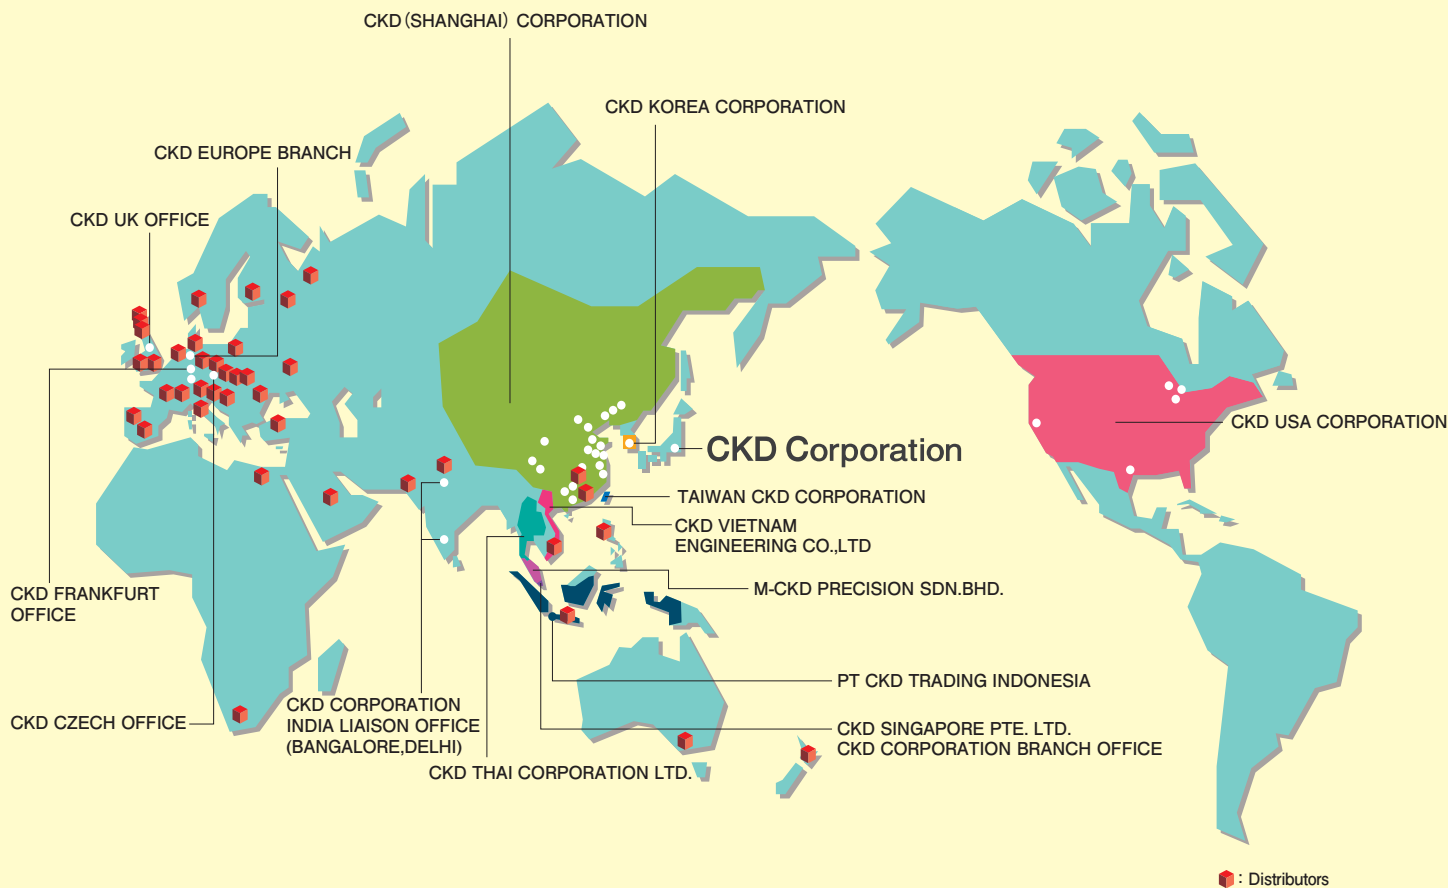 CKD(SHANGHAI) CORPORATION
CKD KOREA CORPORATION
CKD EUROPE BRANCH
CKD UK OFFICE
CKD USA CORPORATION
CKD Corporation
TAIWAN CKD CORPORATION
CKD VIETNAM
ENGINEERING CO.,LTD
M-CKD PRECISION SDN.BHD.
CKD FRANKFURT
OFFICE
PT CKD TRADING INDONESIA
CKD CZECH OFFICE
CKD CORPORATION
INDIA LIAISON OFFICE
(BANGALORE,DELHI)
CKD SINGAPORE PTE. LTD.
CKD CORPORATION BRANCH OFFICE
CKD THAI CORPORATION LTD.
: Distributors